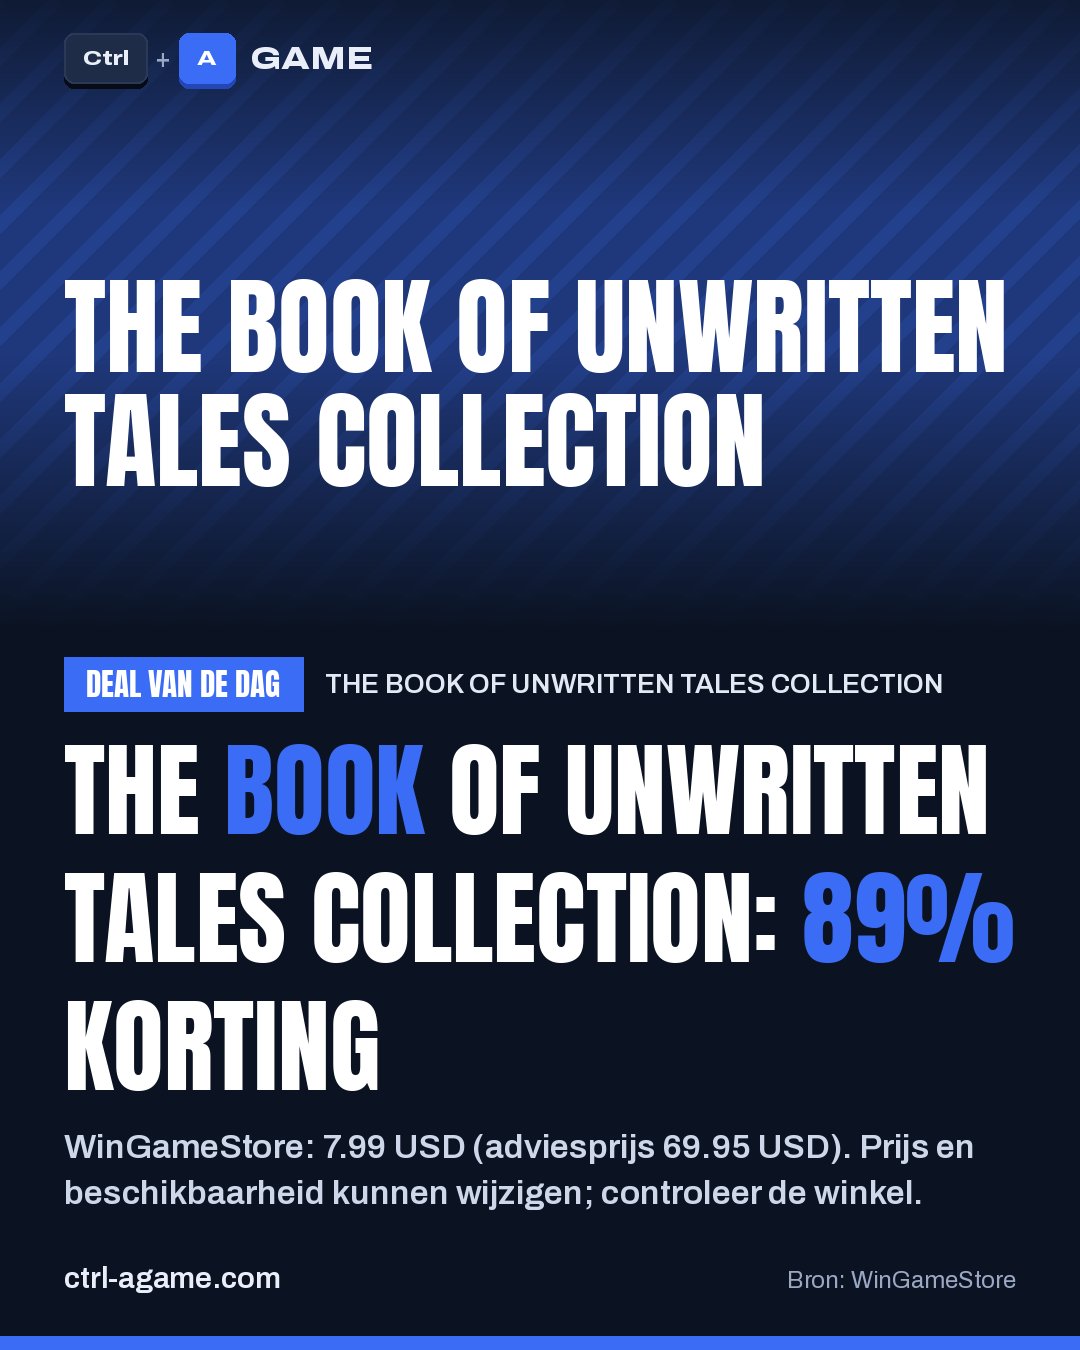 Ctrl + A GAME
THE BOOK OF UNWRITTEN
TALES COLLECTION
DEAL VAN DE DAG THE BOOK OF UNWRITTEN TALES COLLECTION
THE BOOK OF UNWRITTEN
TALES COLLECTION: 89%
KORTING
WinGameStore: 7.99 USD (adviesprijs 69.95 USD). Prijs en
beschikbaarheid kunnen wijzigen; controleer de winkel.
ctrl-agame.com Bron: WinGameStore